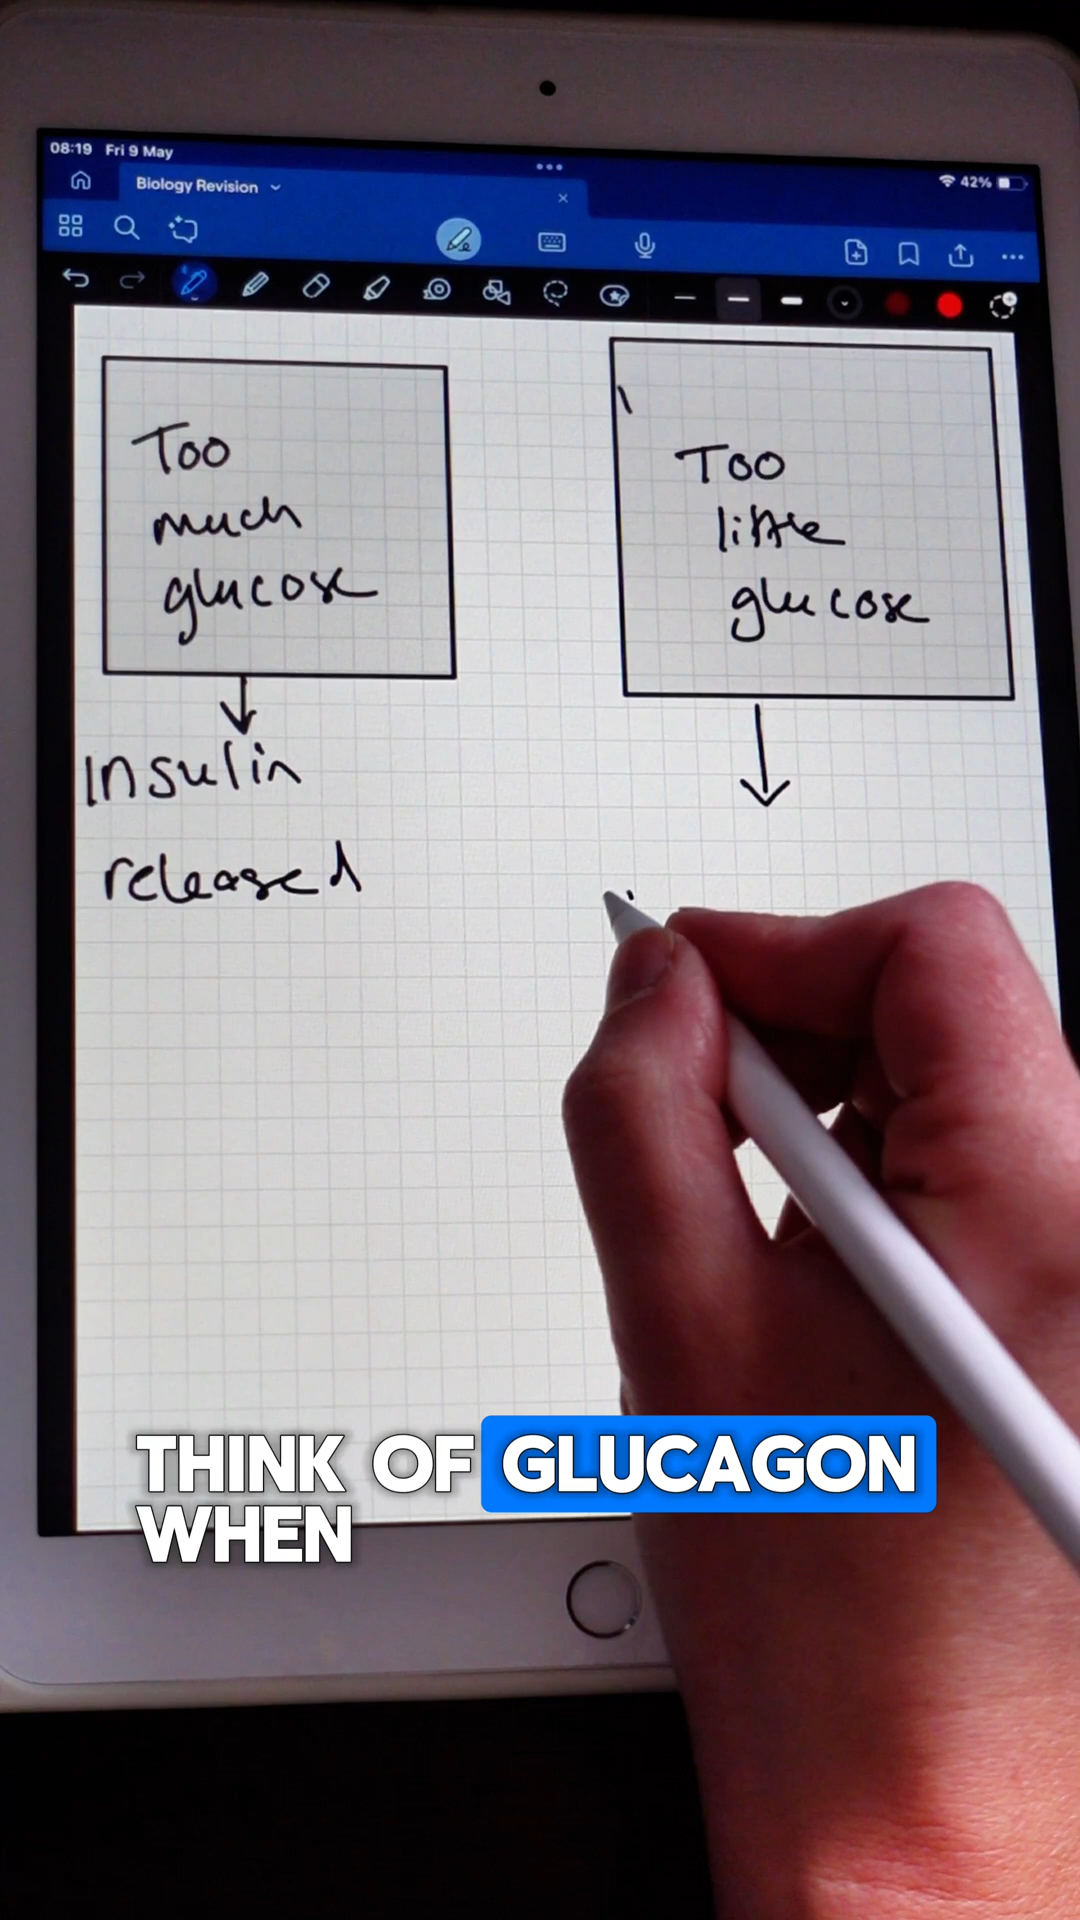 08:19 Fri 9 May
42%
Biology Revision
Too
much
glucose
Too
little
glucose
Insulin
released
THINK OF GLUCAGON
WHEN